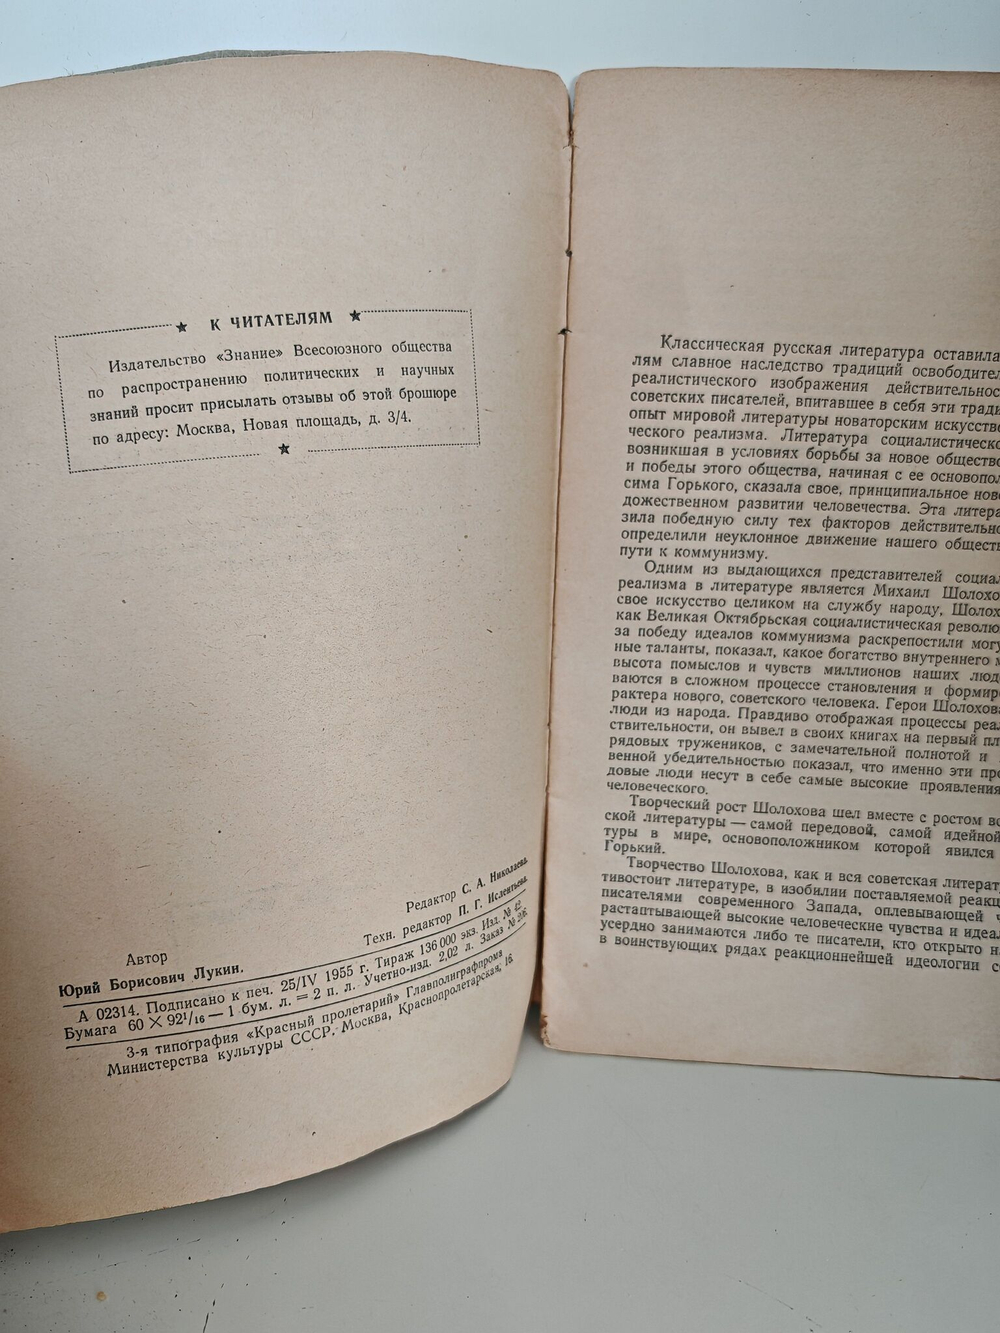 К ЧИТАТЕЛЯМ
Издательство «Знание» Всесоюзного общества
по распространению политических и научных
знаний просит присылать отзывы об этой брошюре
по адресу: Москва, Новая площадь, д. 3/4.
Автор
Юрий Борисович Лукин.
Редактор С. А. Николаева.
Техн. редактор П. Г. Ислентьева.
А 02314. Подписано к печ. 25/IV 1955 г. Тираж 136 000 экз. Изд. № 42.
Бумага 60 × 92 1/16 — 1 бум. л. = 2 п. л. Учетно-изд. 2,02 л. Заказ №
3-я типография «Красный пролетарий» Главполиграфпрома
Министерства культуры СССР. Москва, Краснопролетарская, 16.
Классическая русская литература оставила
лям славное наследство традиций освободител
реалистического изображения действительнос
советских писателей, впитавшее в себя эти тради
опыт мировой литературы новаторским искусство
ческого реализма. Литература социалистическо
возникшая в условиях борьбы за новое общество
и победы этого общества, начиная с ее основопол
сима Горького, сказала свое, принципиальное нов
дожественном развитии человечества. Эта литера
зила победную силу тех факторов действительно
определили неуклонное движение нашего обществ
пути к коммунизму.
Одним из выдающихся представителей социал
реализма в литературе является Михаил Шолохо
свое искусство целиком на службу народу, Шолох
как Великая Октябрьская социалистическая револю
за победу идеалов коммунизма раскрепостили могу
ные таланты, показал, какое богатство внутреннего м
высота помыслов и чувств миллионов наших люд
ваются в сложном процессе становления и формир
рактера нового, советского человека. Герои Шолохова
люди из народа. Правдиво отображая процессы реал
ствительности, он вывел в своих книгах на первый пл
рядовых тружеников, с замечательной полнотой и
венной убедительностью показал, что именно эти про
довые люди несут в себе самые высокие проявления
человеческого.
Творческий рост Шолохова шел вместе с ростом вс
ской литературы — самой передовой, самой идейной
туры в мире, основоположником которой явился
Горький.
Творчество Шолохова, как и вся советская литерат
тивостоит литературе, в изобилии поставляемой реакц
писателями современного Запада, оплевывающей ч
растаптывающей высокие человеческие чувства и идеа
усердно занимаются либо те писатели, кто открыто н
в воинствующих рядах реакционнейшей идеологии с